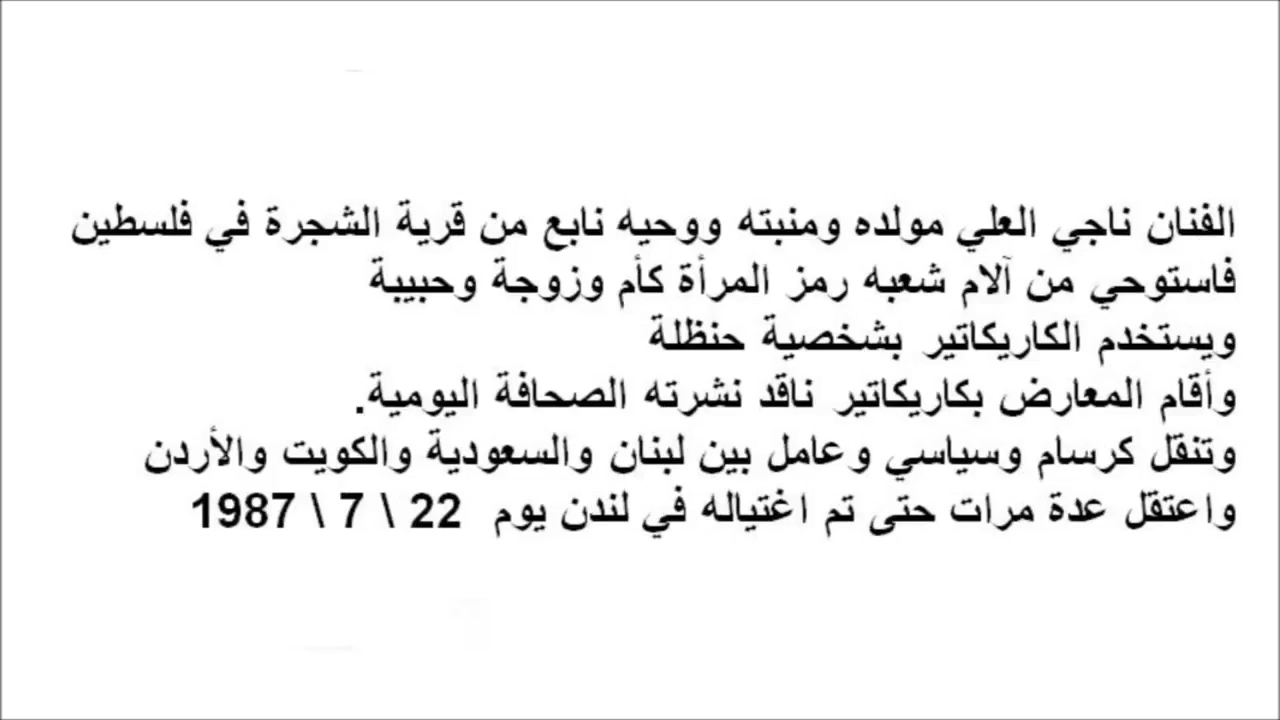 الفنان ناجي العلي مولده ومنبته ووحيه نابع من قرية الشجرة في فلسطين
فاستوحي من آلام شعبه رمز المرأة كأم وزوجة وحبيبة
ويستخدم الكاريكاتير بشخصية حنظلة
وأقام المعارض بكاريكاتير ناقد نشرته الصحافة اليومية.
وتنقل كرسام وسياسي وعامل بين لبنان والسعودية والكويت والأردن
واعتقل عدة مرات حتى تم اغتياله في لندن يوم 22 \ 7 \ 1987